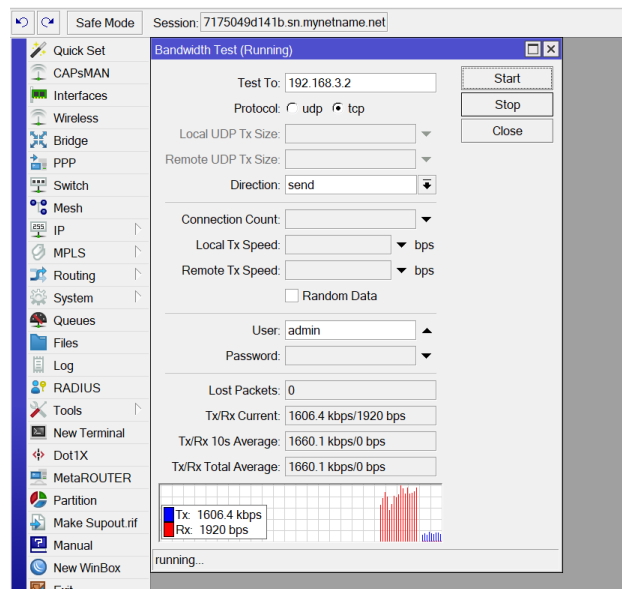 Safe Mode Session: 7175049d141b.sn.mynetname.net
Quick Set
CAPsMAN
Interfaces
Wireless
Bridge
PPP
Switch
Mesh
IP
MPLS
Routing
System
Queues
Files
Log
RADIUS
Tools
New Terminal
Dot1X
MetaROUTER
Partition
Make Supout.rif
Manual
New WinBox
Exit
Bandwidth Test (Running)
Test To: 192.168.3.2
Protocol: udp tcp
Local UDP Tx Size:
Remote UDP Tx Size:
Direction: send
Connection Count:
Local Tx Speed: bps
Remote Tx Speed: bps
Random Data
User: admin
Password:
Lost Packets: 0
Tx/Rx Current: 1606.4 kbps/1920 bps
Tx/Rx 10s Average: 1660.1 kbps/0 bps
Tx/Rx Total Average: 1660.1 kbps/0 bps
Tx: 1606.4 kbps
Rx: 1920 bps
running...
Start
Stop
Close